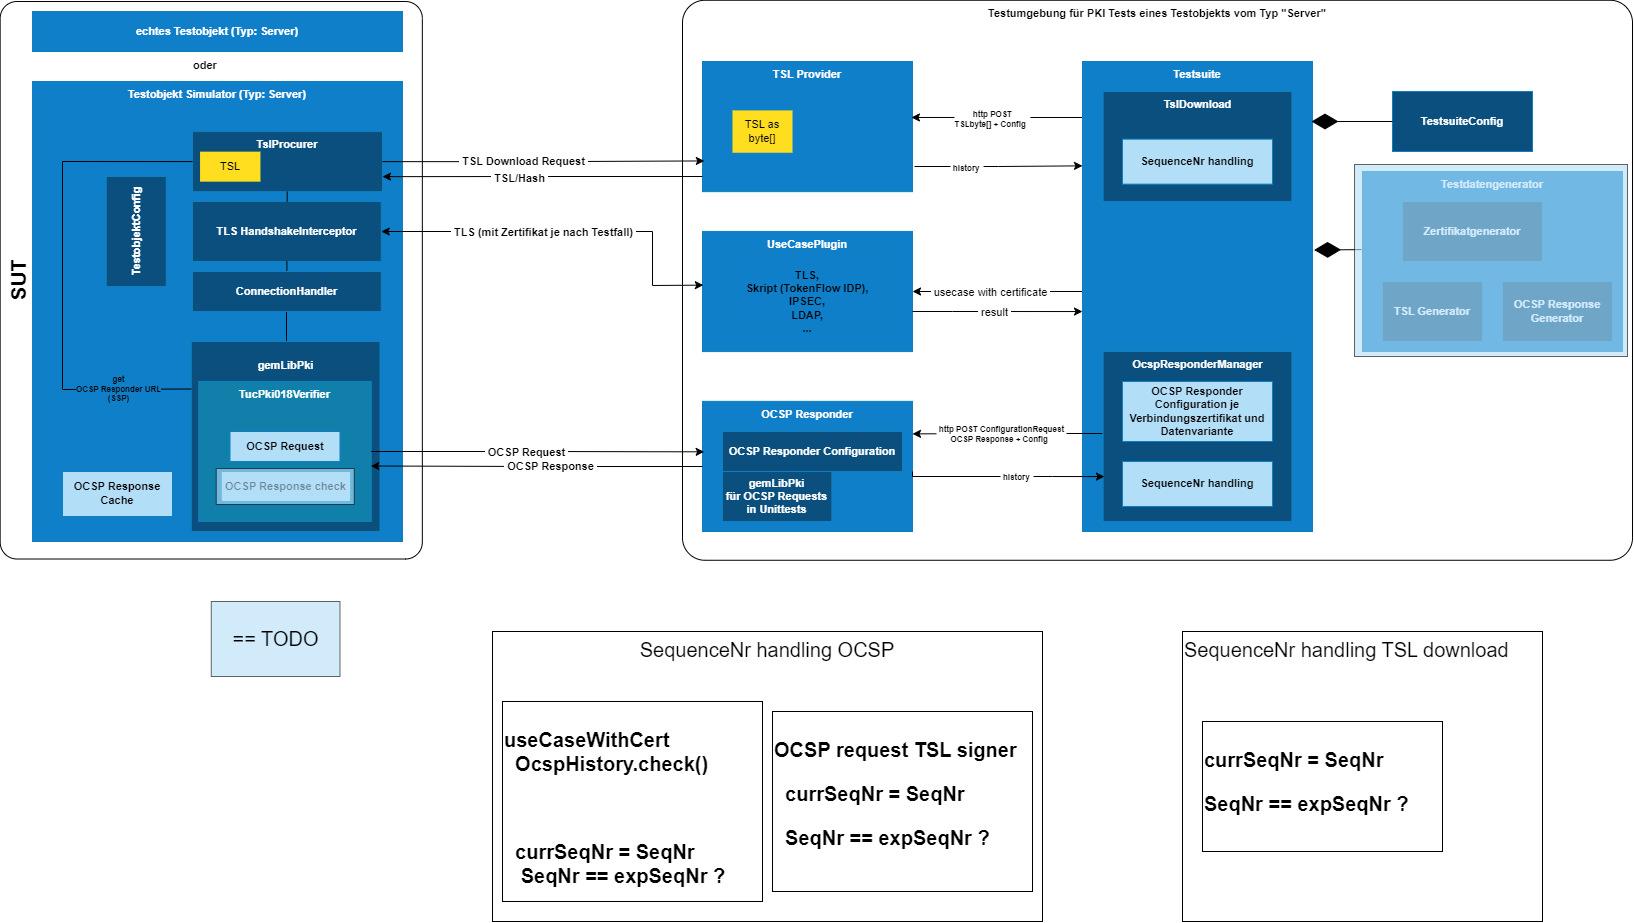 echtes Testobjekt (Typ: Server)
oder
Testobjekt Simulator (Typ: Server)
TslProcurer
TSL
TestobjektConfig
TLS HandshakeInterceptor
ConnectionHandler
gemLibPki
get
OCSP Responder URL
(SSP)
TucPki018Verifier
OCSP Request
OCSP Response check
OCSP Response
Cache
SUT
TSL Download Request
TSL/Hash
TLS (mit Zertifikat je nach Testfall)
OCSP Request
OCSP Response
Testumgebung für PKI Tests eines Testobjekts vom Typ "Server"
TSL Provider
TSL as
byte[]
http POST
TSLbyte[] + Config
history
UseCasePlugin
TLS,
Skript (TokenFlow IDP),
IPSEC,
LDAP,
...
usecase with certificate
result
OCSP Responder
OCSP Responder Configuration
gemLibPki
für OCSP Requests
in Unittests
http POST ConfigurationRequest
OCSP Response + Config
history
Testsuite
TslDownload
SequenceNr handling
OcspResponderManager
OCSP Responder
Configuration je
Verbindungszertifikat und
Datenvariante
SequenceNr handling
TestsuiteConfig
Testdatengenerator
Zertifikatgenerator
TSL Generator
OCSP Response
Generator
== TODO
SequenceNr handling OCSP
useCaseWithCert
OcspHistory.check()
currSeqNr = SeqNr
SeqNr == expSeqNr ?
OCSP request TSL signer
currSeqNr = SeqNr
SeqNr == expSeqNr ?
SequenceNr handling TSL download
currSeqNr = SeqNr
SeqNr == expSeqNr ?